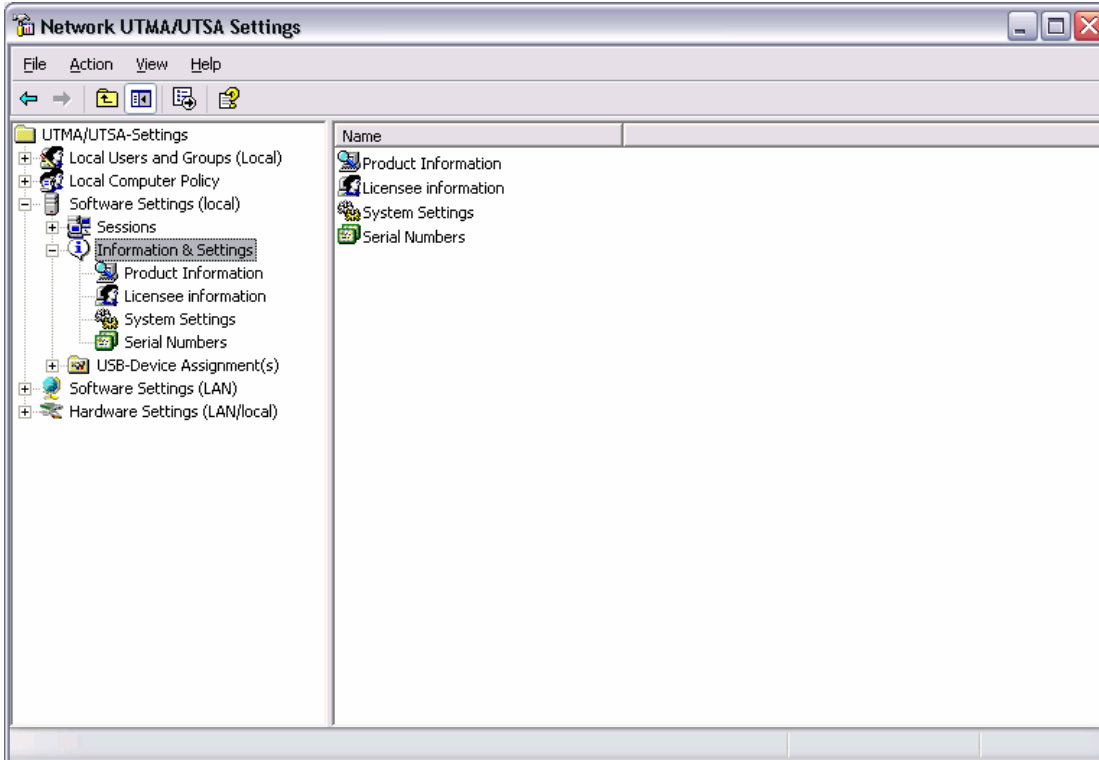 Network UTMA/UTSA Settings
File Action View Help
UTMA/UTSA-Settings
Local Users and Groups (Local)
Local Computer Policy
Software Settings (local)
Sessions
Information & Settings
Product Information
Licensee information
System Settings
Serial Numbers
USB-Device Assignment(s)
Software Settings (LAN)
Hardware Settings (LAN/local)
Name
Product Information
Licensee information
System Settings
Serial Numbers